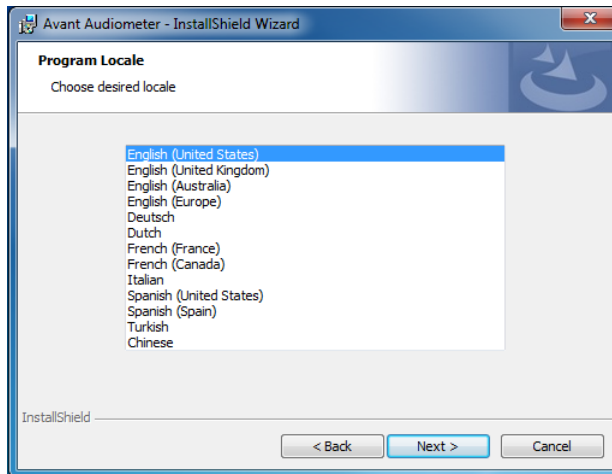 Avant Audiometer - InstallShield Wizard
Program Locale
Choose desired locale
English (United States)
English (United Kingdom)
English (Australia)
English (Europe)
Deutsch
Dutch
French (France)
French (Canada)
Italian
Spanish (United States)
Spanish (Spain)
Turkish
Chinese
InstallShield
< Back Next > Cancel